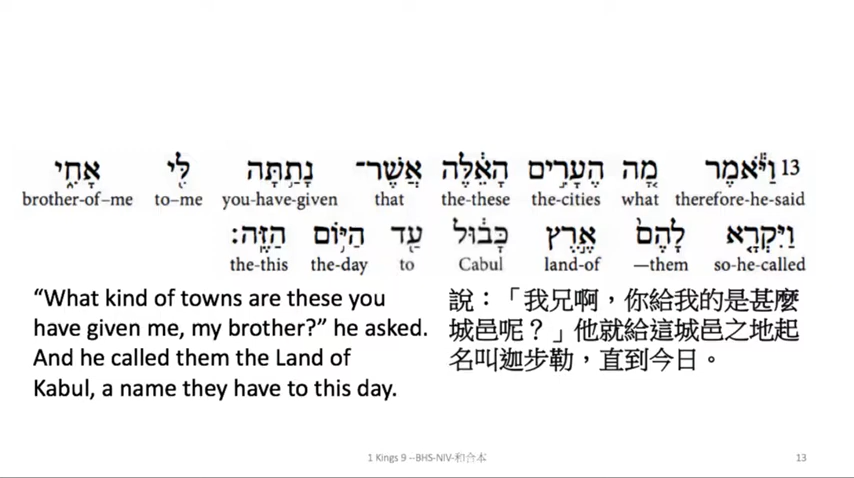 13 וַיֹּ֕אמֶר מָ֚ה הֶעָרִ֣ים הָאֵ֔לֶּה אֲשֶׁר־ נָתַ֥תָּה לִּ֖י אָחִ֑י
therefore-he-said what the-cities the-these that you-have-given to–me brother-of–me
וַיִּקְרָ֤א לָהֶם֙ אֶ֣רֶץ כָּב֔וּל עַ֖ד הַיּ֥וֹם הַזֶּֽה׃
so-he-called —them land-of Cabul to the-day the-this
“What kind of towns are these you
have given me, my brother?” he asked.
And he called them the Land of
Kabul, a name they have to this day.
說：「我兄啊，你給我的是甚麼
城邑呢？」他就給這城邑之地起
名叫迦步勒，直到今日。
1 Kings 9 --BHS-NIV-和合本
13